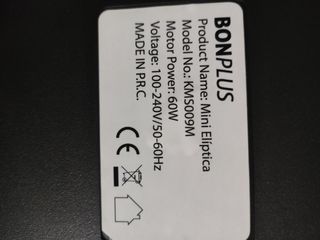 BONPLUS
Product Name: Mini Elíptica
Model No.: KMS009M
Motor Power: 60W
Voltage: 100-240V/50-60Hz
MADE IN P.R.C.
CE